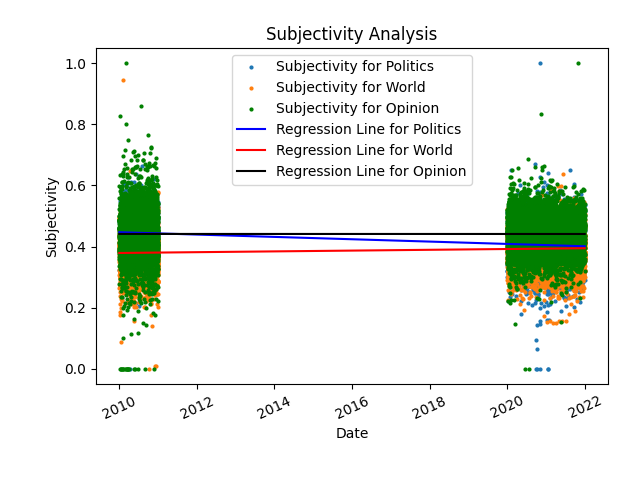 Subjectivity Analysis
Subjectivity for Politics
Subjectivity for World
Subjectivity for Opinion
Regression Line for Politics
Regression Line for World
Regression Line for Opinion
Subjectivity
1.0
0.8
0.6
0.4
0.2
0.0
2010 2012 2014 2016 2018 2020 2022
Date